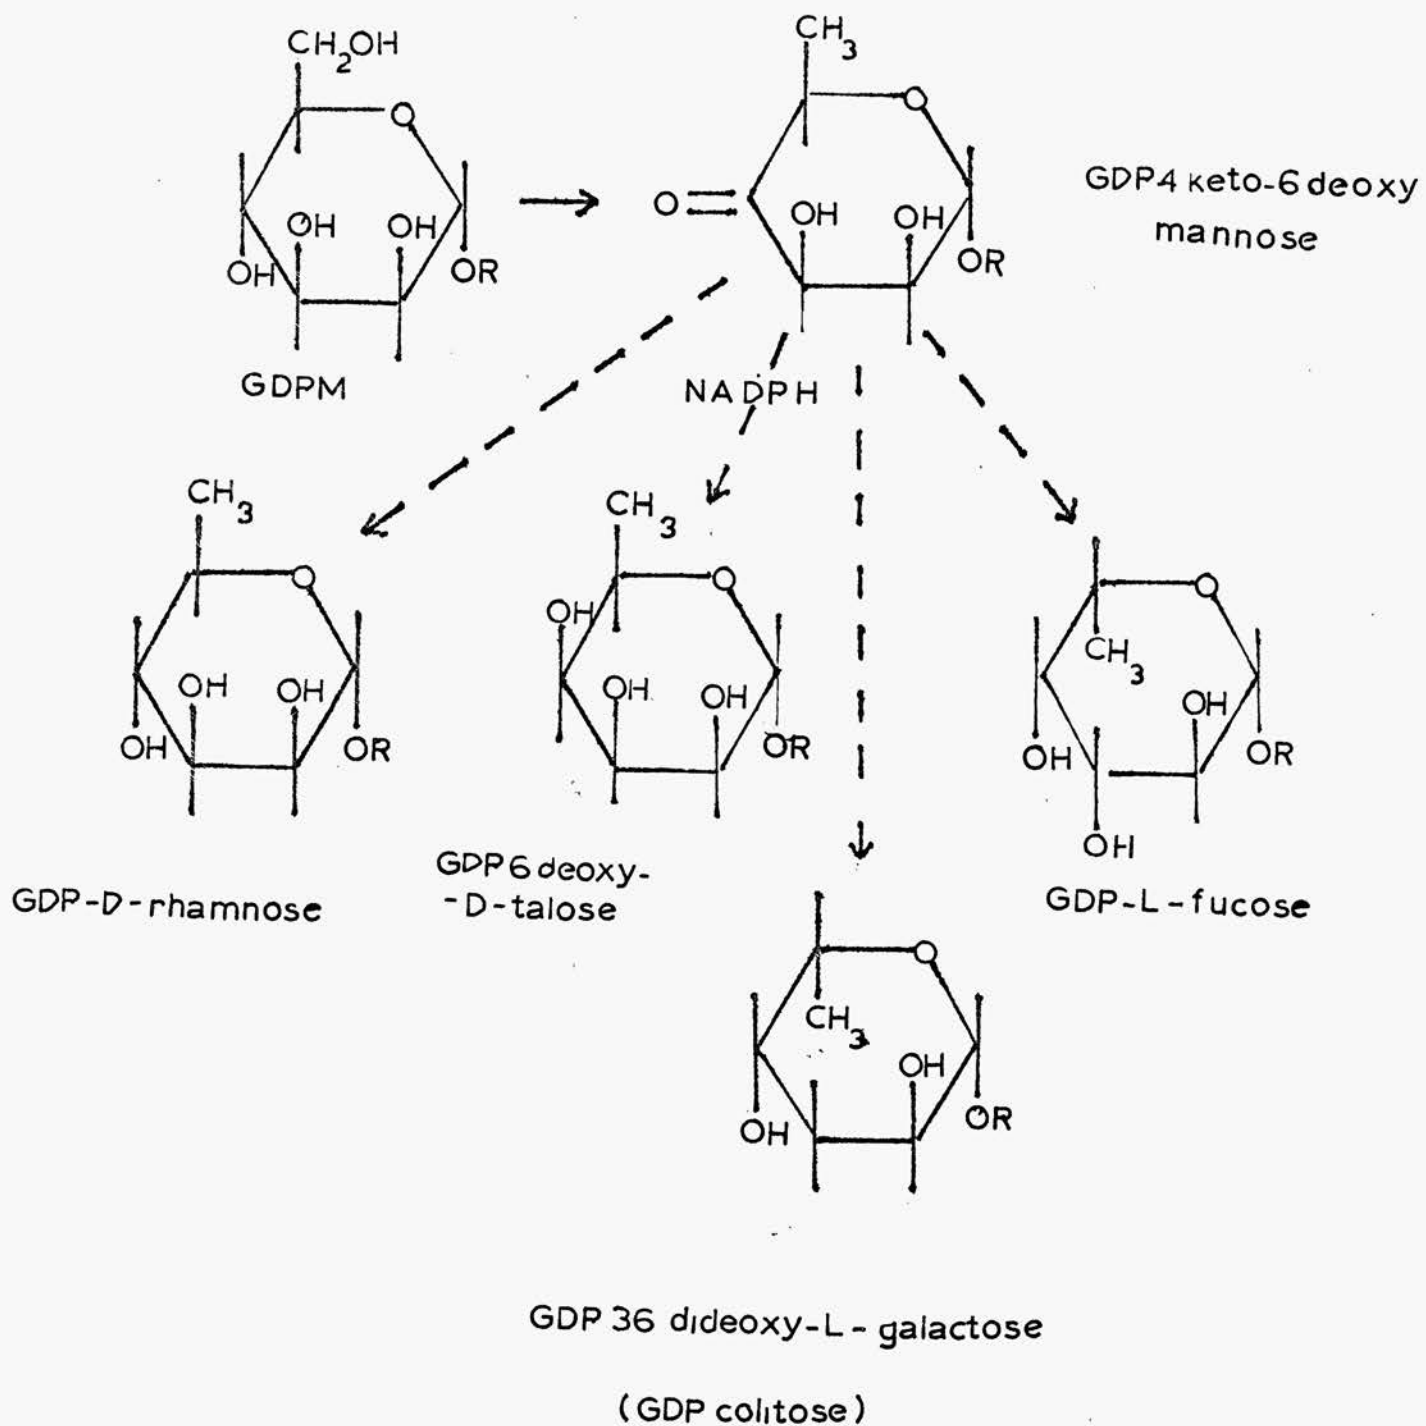 CH2OH
O
OH
OH
OH
OR
GDPM
CH3
O
O
OH
OH
OR
GDP4 keto-6 deoxy
mannose
NADPH
CH3
O
OH
OH
OH
OR
GDP-D-rhamnose
CH3
O
OH
OH
OH
OR
GDP 6 deoxy-
-D-talose
O
CH3
OH
OH
OR
OH
GDP-L-fucose
O
CH3
OH
OH
OR
GDP 36 dideoxy-L-galactose
(GDP colitose)